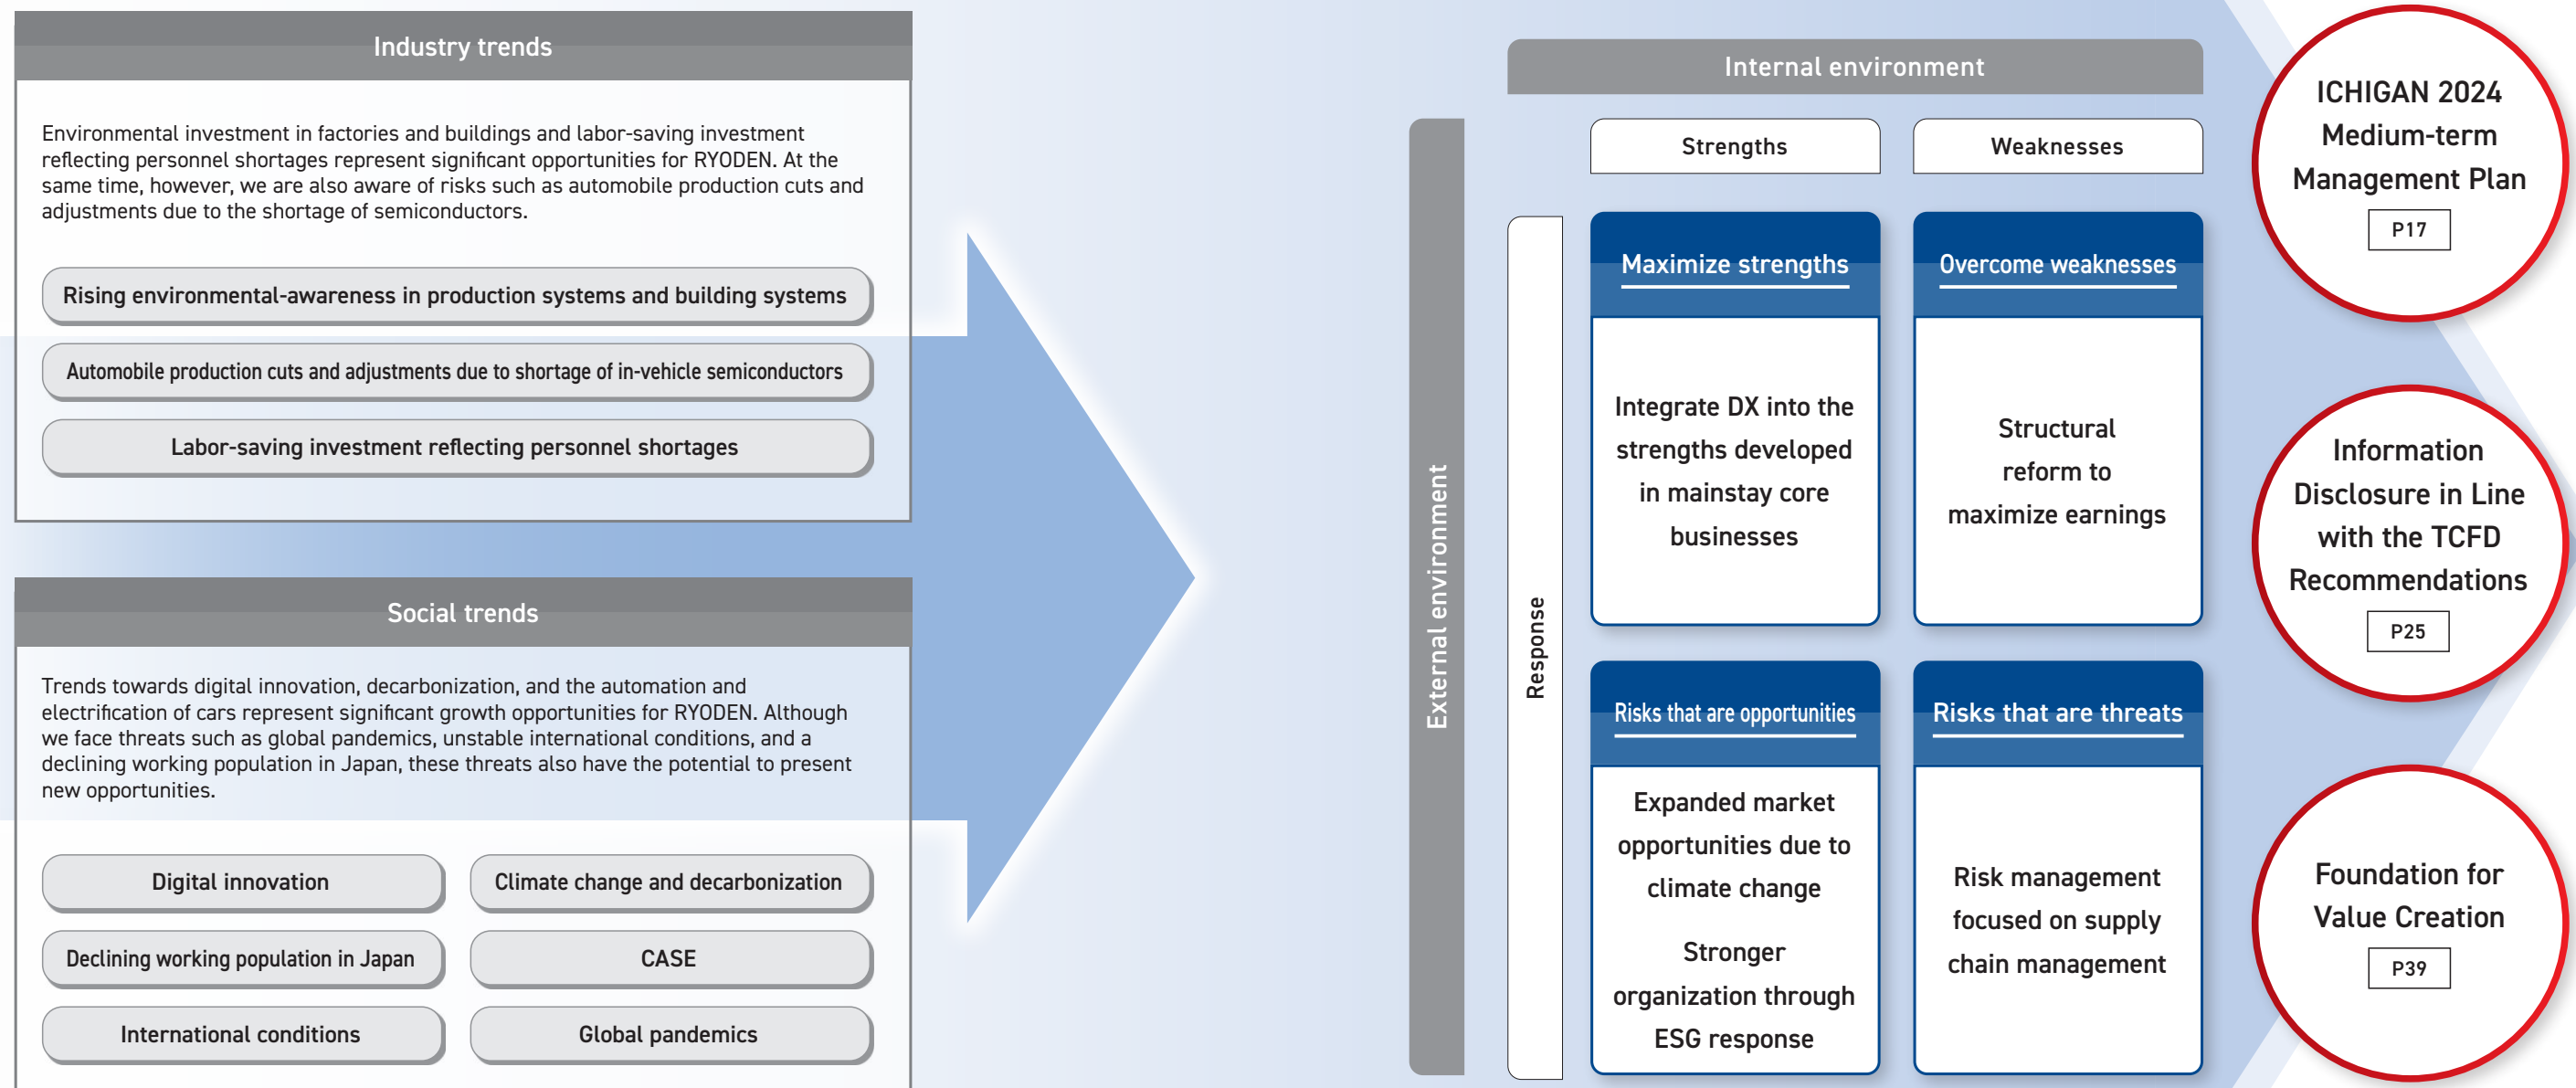 Industry trends
Environmental investment in factories and buildings and labor-saving investment
reflecting personnel shortages represent significant opportunities for RYODEN. At the
same time, however, we are also aware of risks such as automobile production cuts and
adjustments due to the shortage of semiconductors.
Rising environmental-awareness in production systems and building systems
Automobile production cuts and adjustments due to shortage of in-vehicle semiconductors
Labor-saving investment reflecting personnel shortages
Social trends
Trends towards digital innovation, decarbonization, and the automation and
electrification of cars represent significant growth opportunities for RYODEN. Although
we face threats such as global pandemics, unstable international conditions, and a
declining working population in Japan, these threats also have the potential to present
new opportunities.
Digital innovation
Climate change and decarbonization
Declining working population in Japan
CASE
International conditions
Global pandemics
Internal environment
External environment
Response
Strengths
Weaknesses
Maximize strengths
Integrate DX into the
strengths developed
in mainstay core
businesses
Overcome weaknesses
Structural
reform to
maximize earnings
Risks that are opportunities
Expanded market
opportunities due to
climate change
Stronger
organization through
ESG response
Risks that are threats
Risk management
focused on supply
chain management
ICHIGAN 2024
Medium-term
Management Plan
P17
Information
Disclosure in Line
with the TCFD
Recommendations
P25
Foundation for
Value Creation
P39